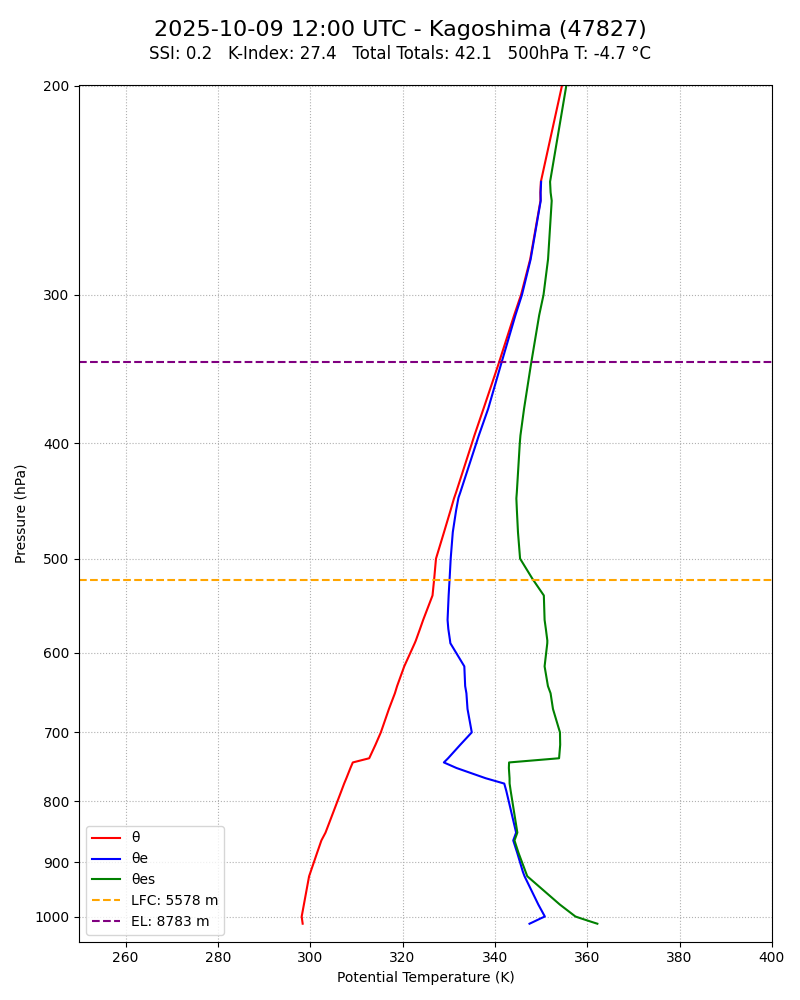 2025-10-09 12:00 UTC - Kagoshima (47827)
SSI: 0.2   K-Index: 27.4   Total Totals: 42.1   500hPa T: -4.7 °C
200
300
400
500
600
700
800
900
1000
Pressure (hPa)
θ
θe
θes
LFC: 5578 m
EL: 8783 m
260 280 300 320 340 360 380 400
Potential Temperature (K)